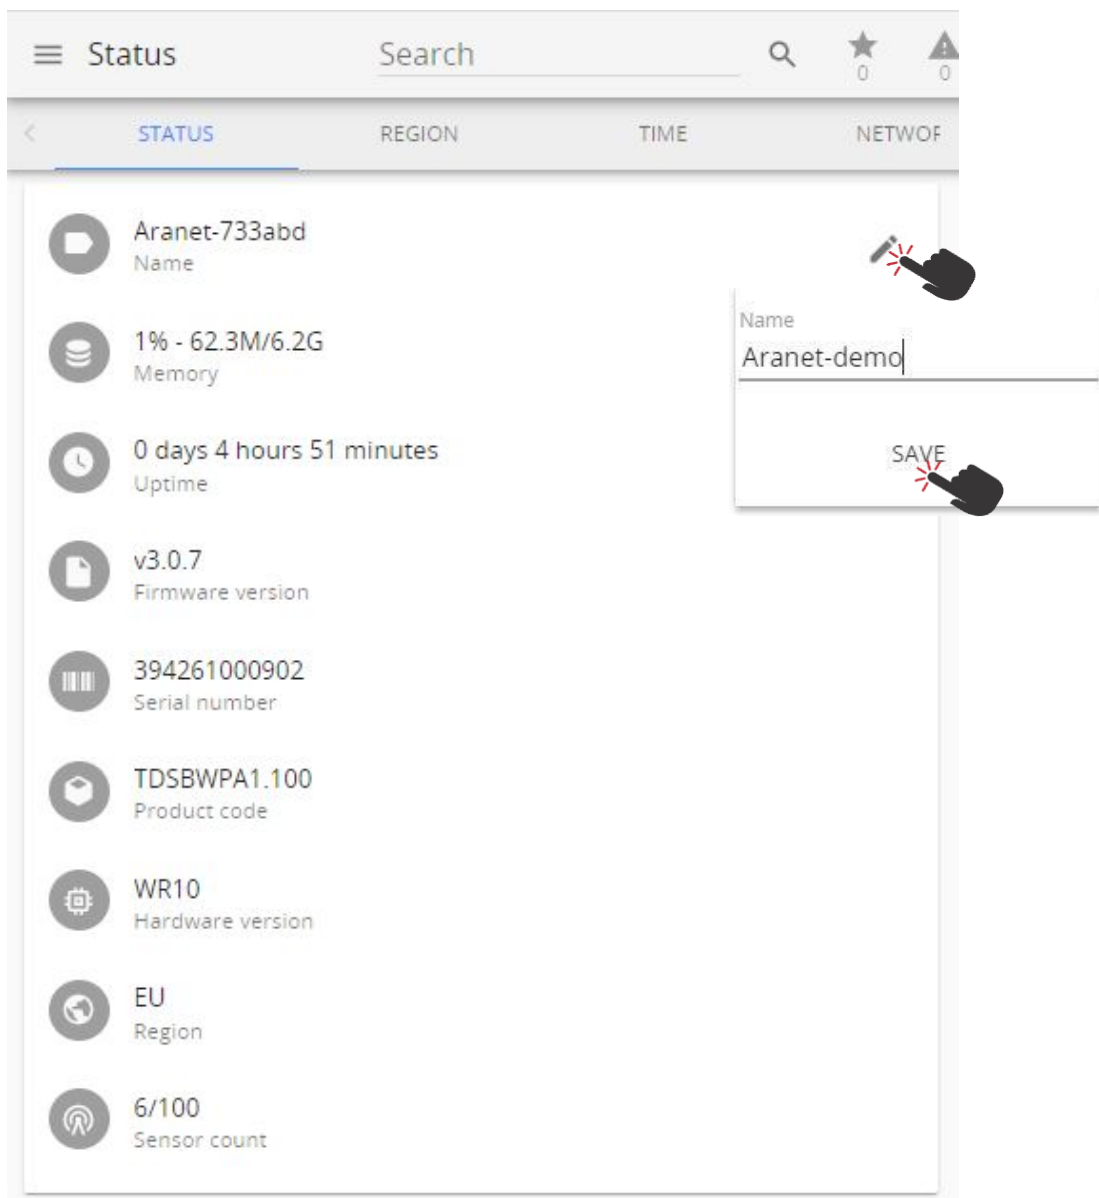 Status Search
0 0
STATUS REGION TIME NETWOR
Aranet-733abd
Name
1% - 62.3M/6.2G
Memory
0 days 4 hours 51 minutes
Uptime
v3.0.7
Firmware version
394261000902
Serial number
TDSBWPA1.100
Product code
WR10
Hardware version
EU
Region
6/100
Sensor count
Name
Aranet-demo
SAVE